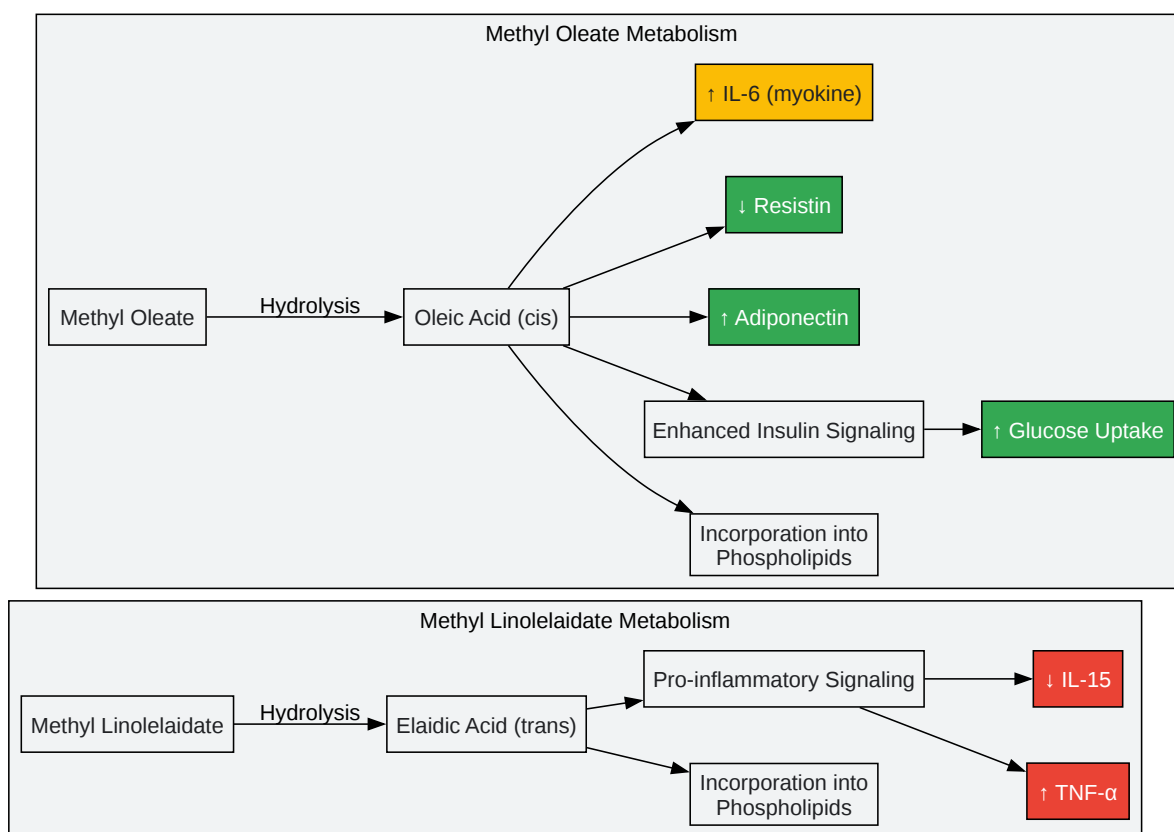 Methyl Oleate Metabolism
↑ IL-6 (myokine)
↓ Resistin
Methyl Oleate
Hydrolysis
Oleic Acid (cis)
↑ Adiponectin
Enhanced Insulin Signaling
↑ Glucose Uptake
Incorporation into
Phospholipids
Methyl Linolelaidate Metabolism
Pro-inflammatory Signaling
↓ IL-15
Methyl Linolelaidate
Hydrolysis
Elaidic Acid (trans)
Incorporation into
Phospholipids
↑ TNF-α